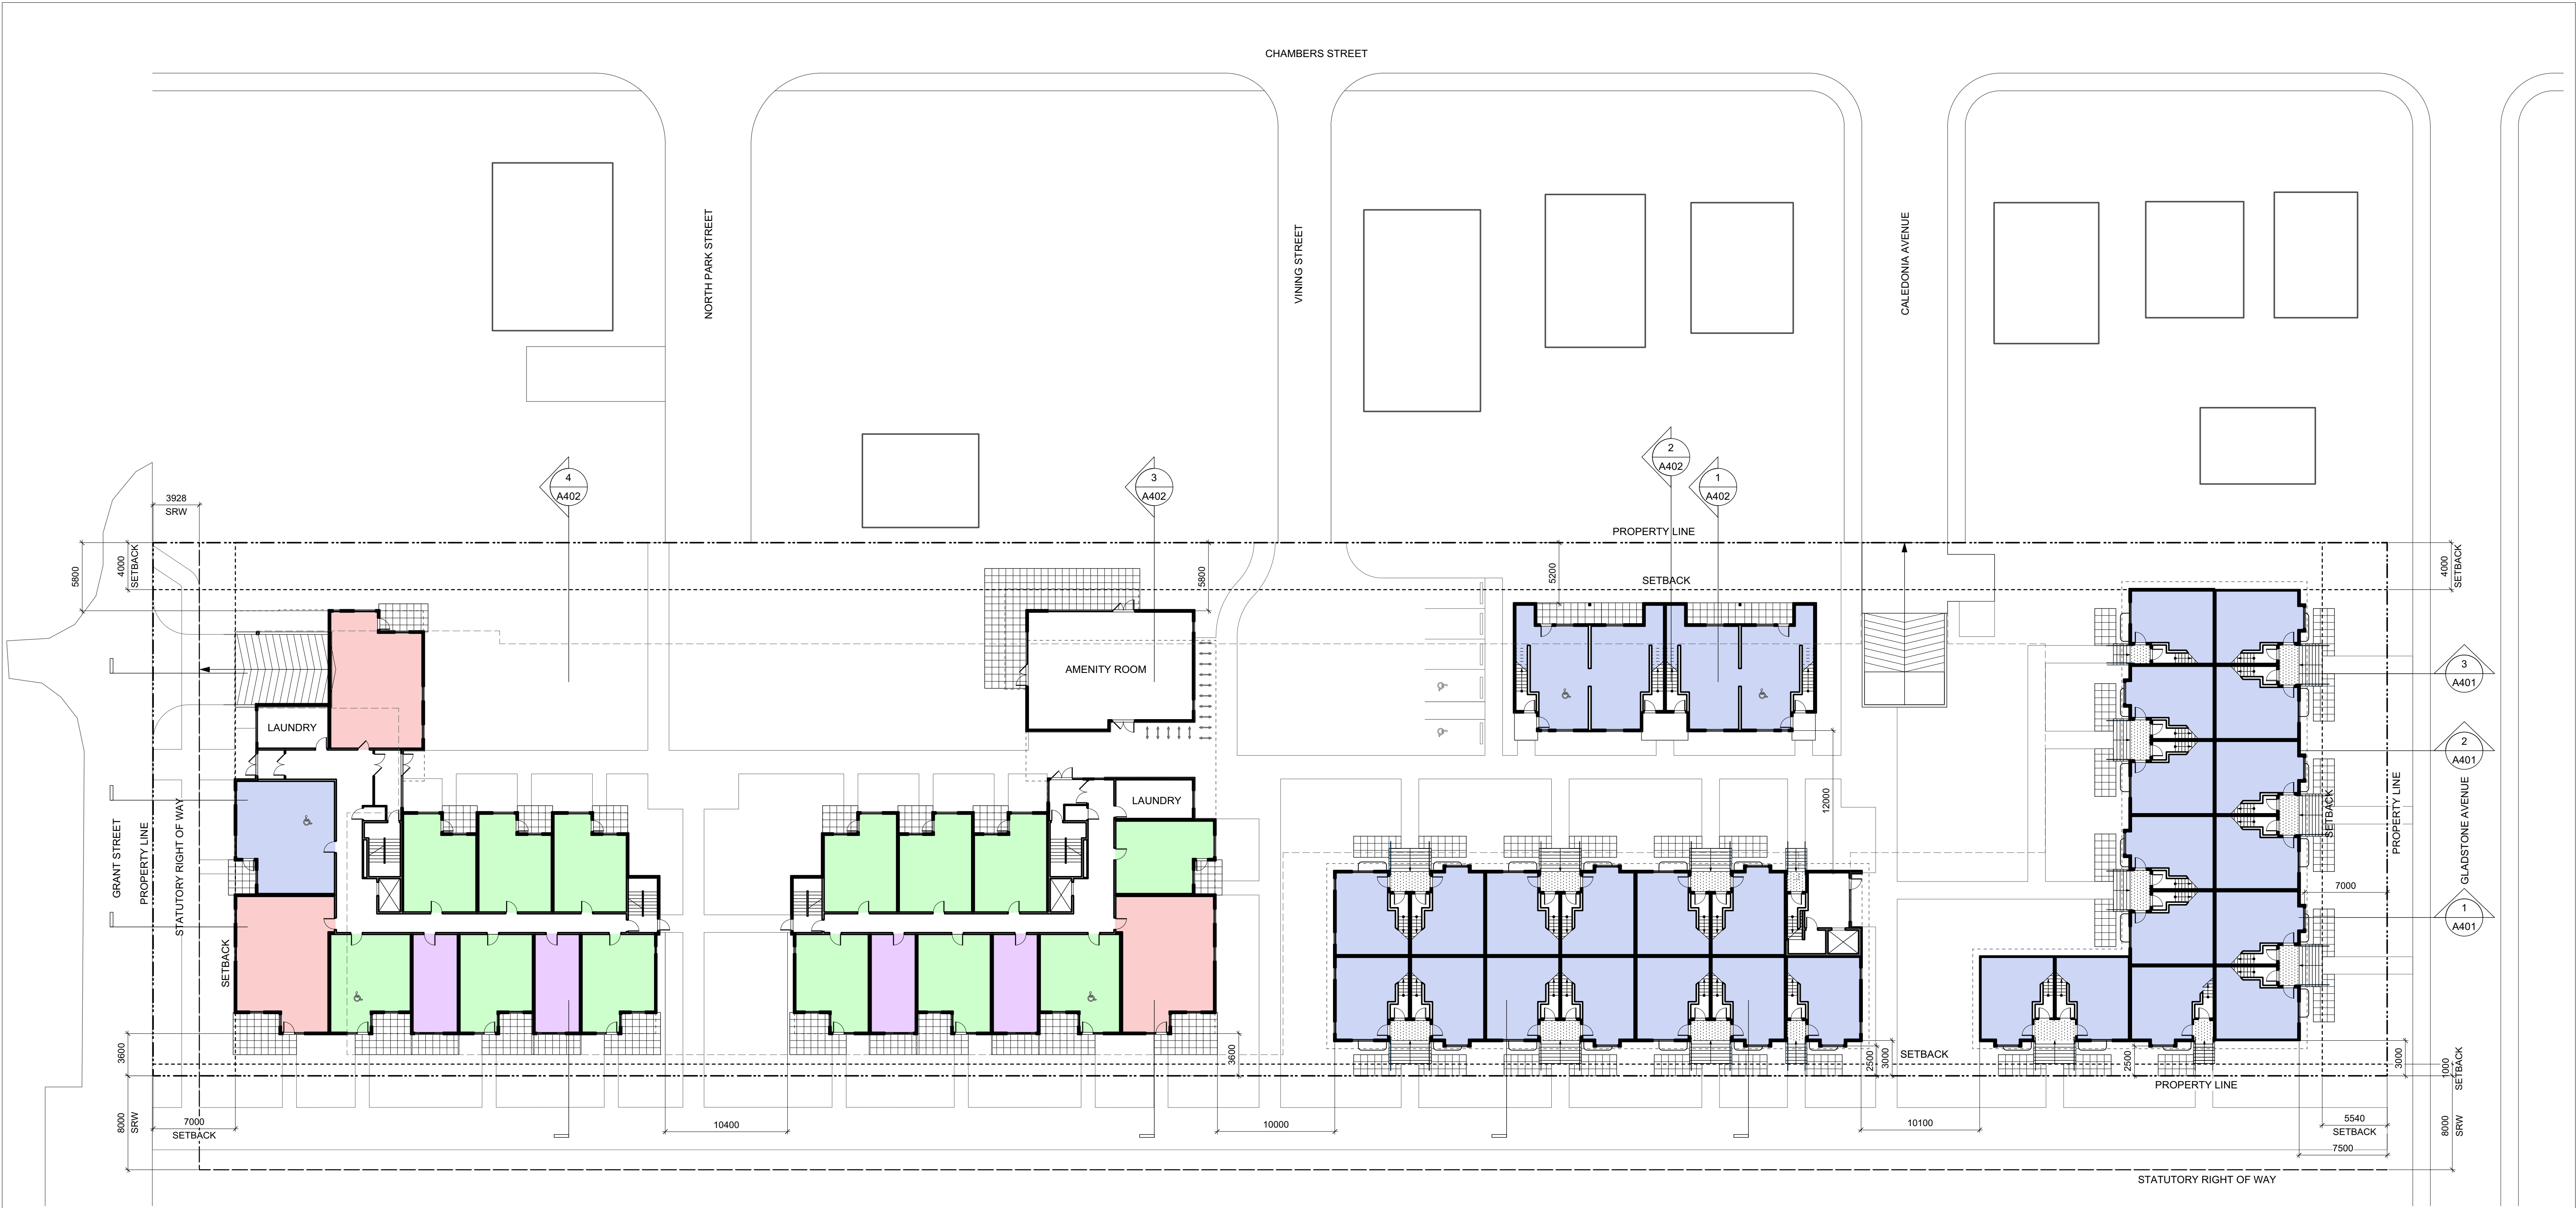 CHAMBERS STREET
NORTH PARK STREET
VINING STREET
CALEDONIA AVENUE
4
A402
3
A402
2
A402
1
A402
3928
SRW
5800
4000
SETBACK
5800
5200
PROPERTY LINE
SETBACK
4000
SETBACK
AMENITY ROOM
LAUNDRY
LAUNDRY
12000
3
A401
2
A401
1
A401
GRANT STREET
PROPERTY LINE
STATUTORY RIGHT OF WAY
SETBACK
SETBACK
PROPERTY LINE
GLADSTONE AVENUE
7000
3600
8000
SRW
7000
SETBACK
10400
3600
10000
2500
3000
SETBACK
10100
2500
PROPERTY LINE
3000
1000
SETBACK
8000
SRW
5540
SETBACK
7500
STATUTORY RIGHT OF WAY